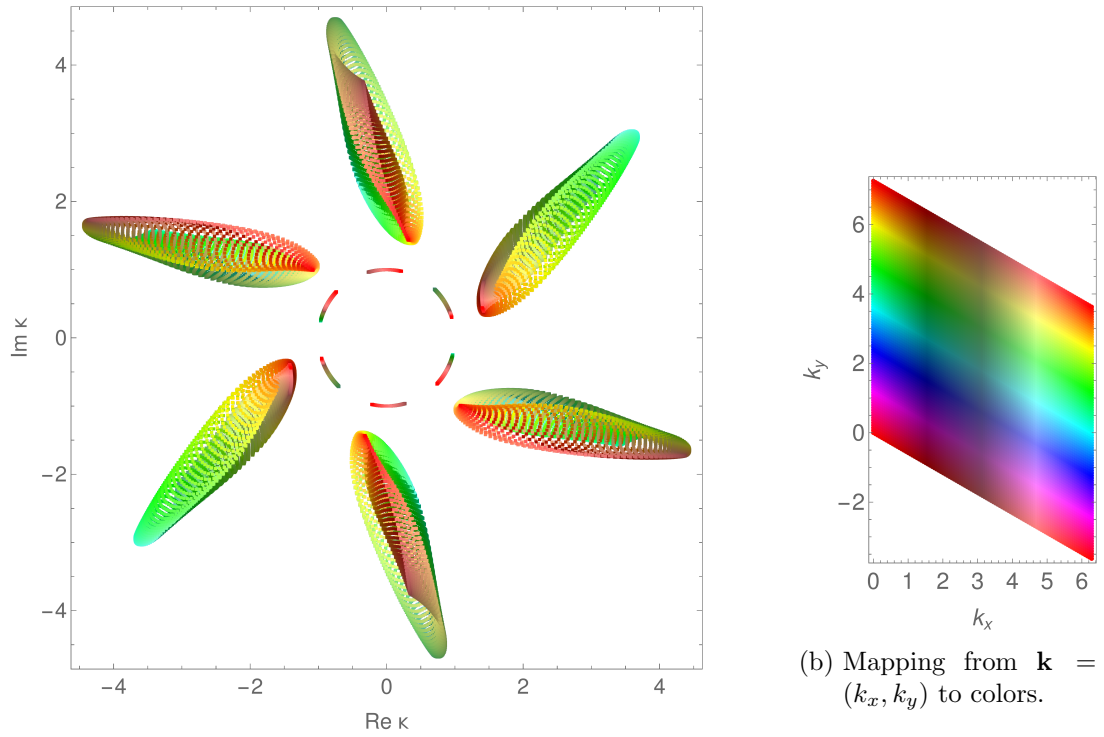 4
2
0
−2
−4
Im κ
−4
−2
0
2
4
Re κ
6
4
2
0
−2
k_y
0 1 2 3 4 5 6
k_x
(b) Mapping from k =
(k_x, k_y) to colors.